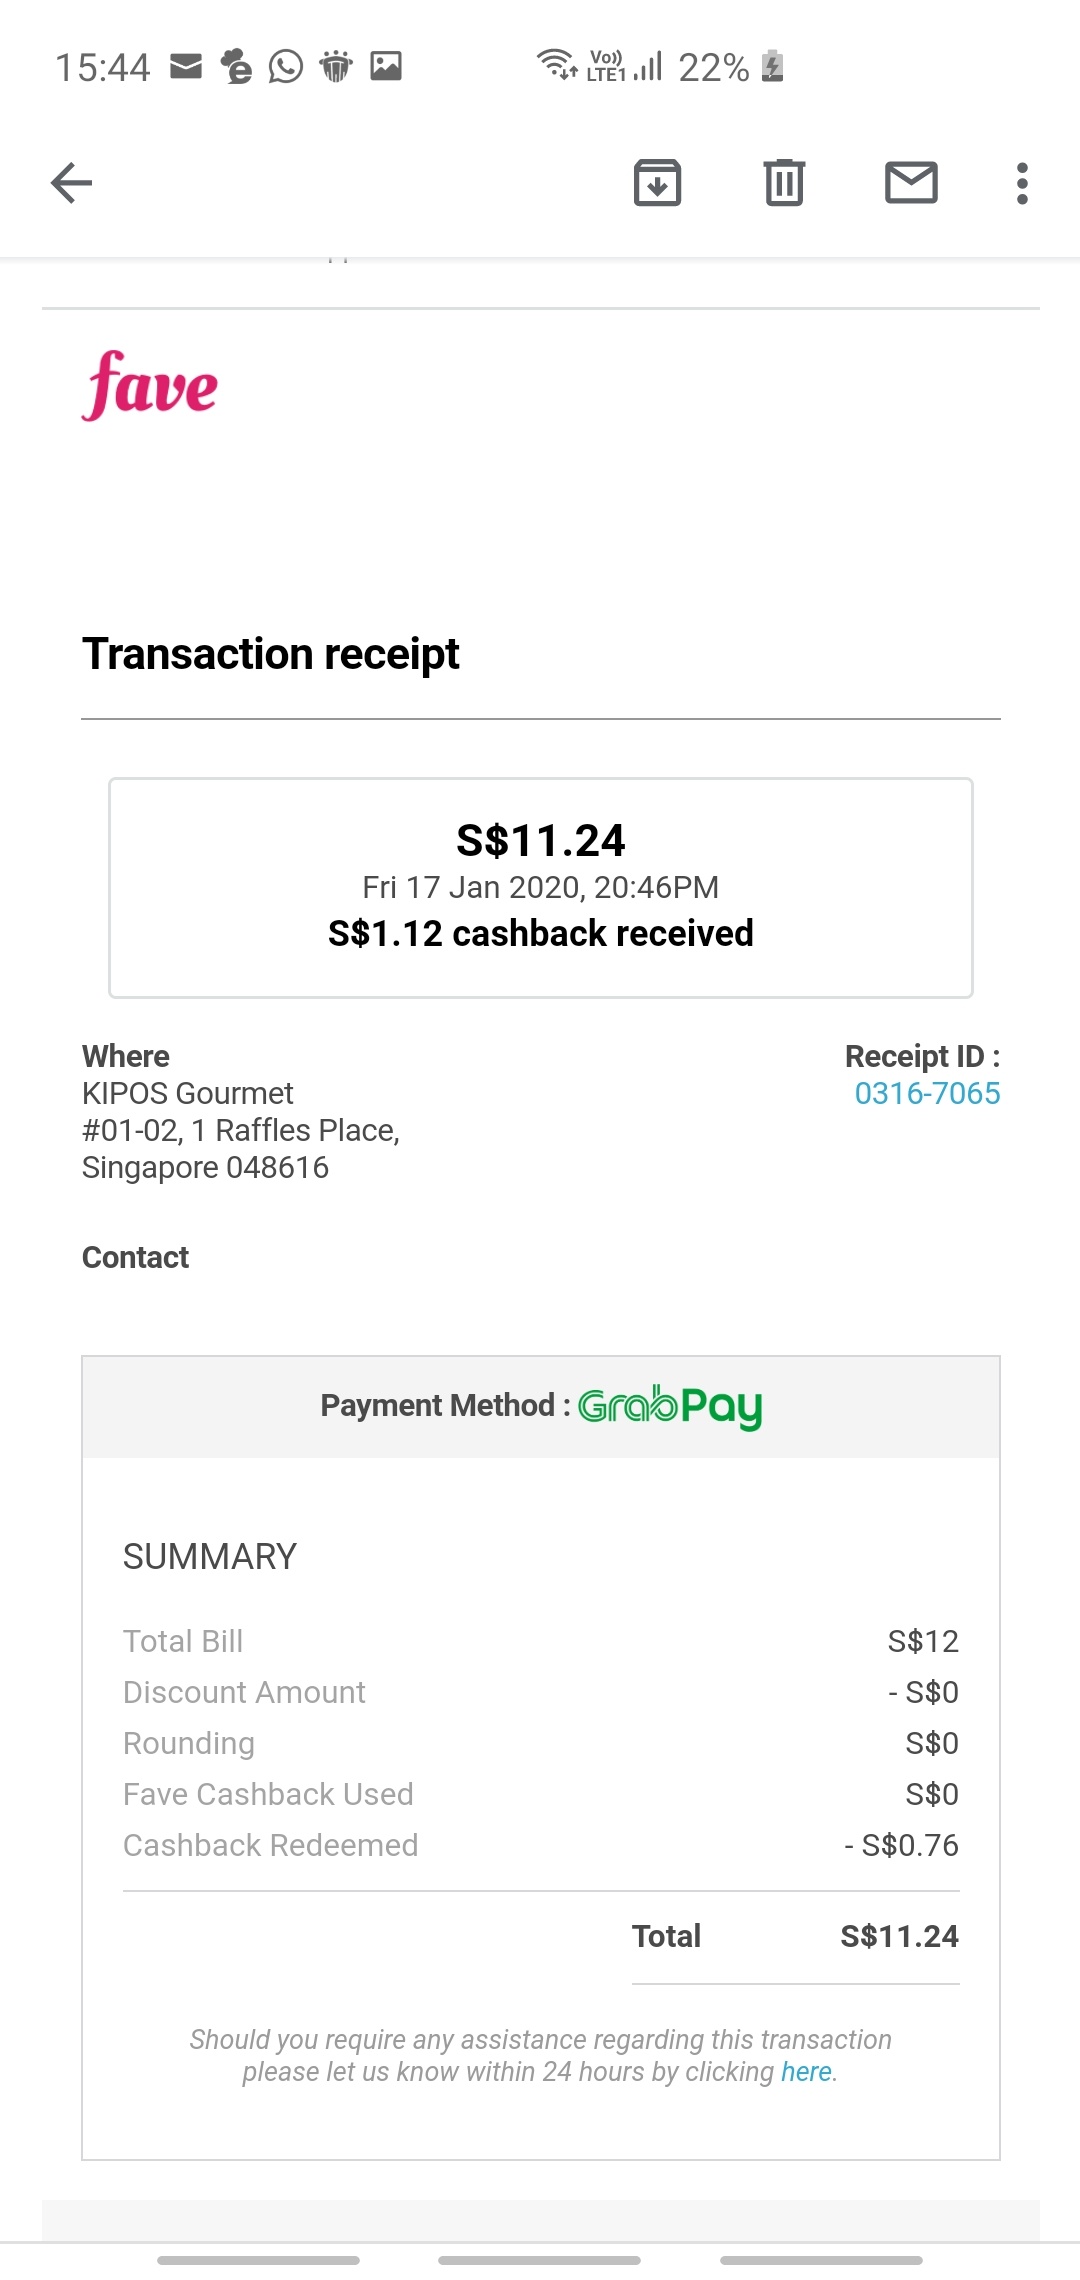 15:44
Vo)) LTE1 22%
fave
Transaction receipt
S$11.24
Fri 17 Jan 2020, 20:46PM
S$1.12 cashback received
Where
KIPOS Gourmet
#01-02, 1 Raffles Place,
Singapore 048616
Receipt ID :
0316-7065
Contact
Payment Method : GrabPay
SUMMARY
Total Bill S$12
Discount Amount - S$0
Rounding S$0
Fave Cashback Used S$0
Cashback Redeemed - S$0.76
Total S$11.24
Should you require any assistance regarding this transaction
please let us know within 24 hours by clicking here.